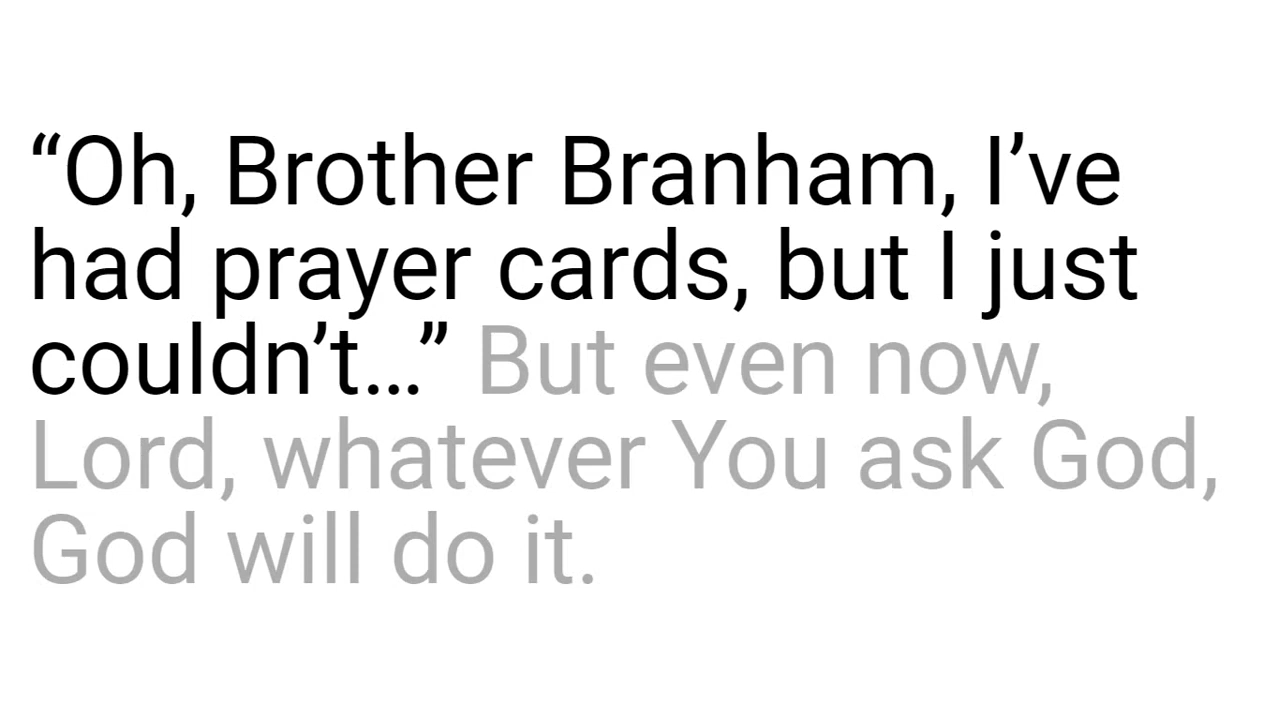 “Oh, Brother Branham, I’ve
had prayer cards, but I just
couldn’t…” But even now,
Lord, whatever You ask God,
God will do it.